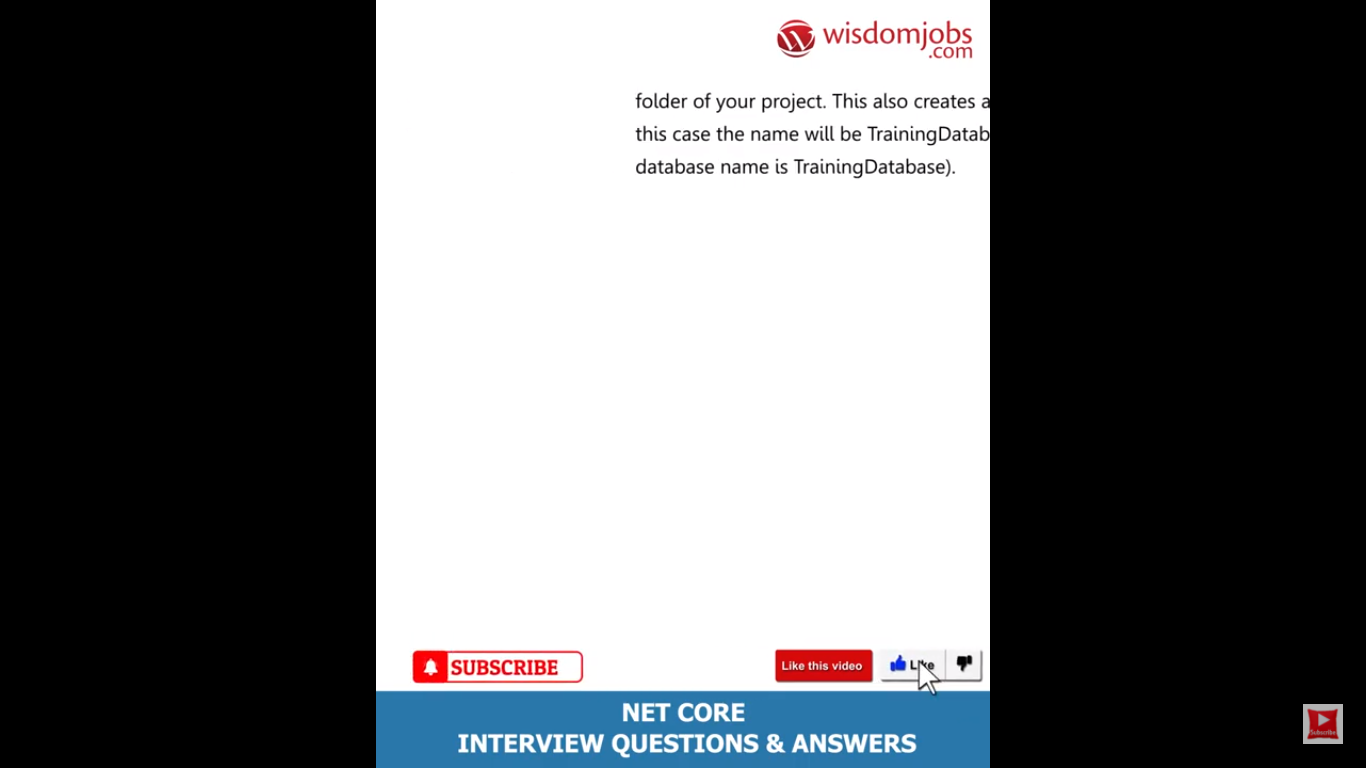 wisdomjobs
.com
folder of your project. This also creates a
this case the name will be TrainingDatab
database name is TrainingDatabase).
SUBSCRIBE
Like this video
Like
NET CORE
INTERVIEW QUESTIONS & ANSWERS
Subscribe